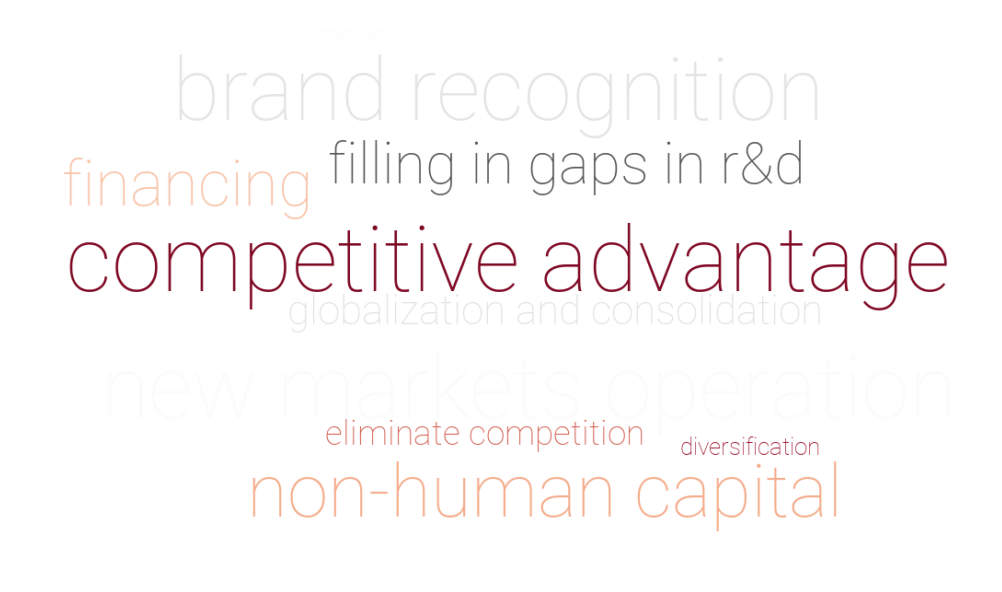 brand recognition
filling in gaps in r&d
financing
competitive advantage
globalization and consolidation
new markets operation
eliminate competition
diversification
non-human capital